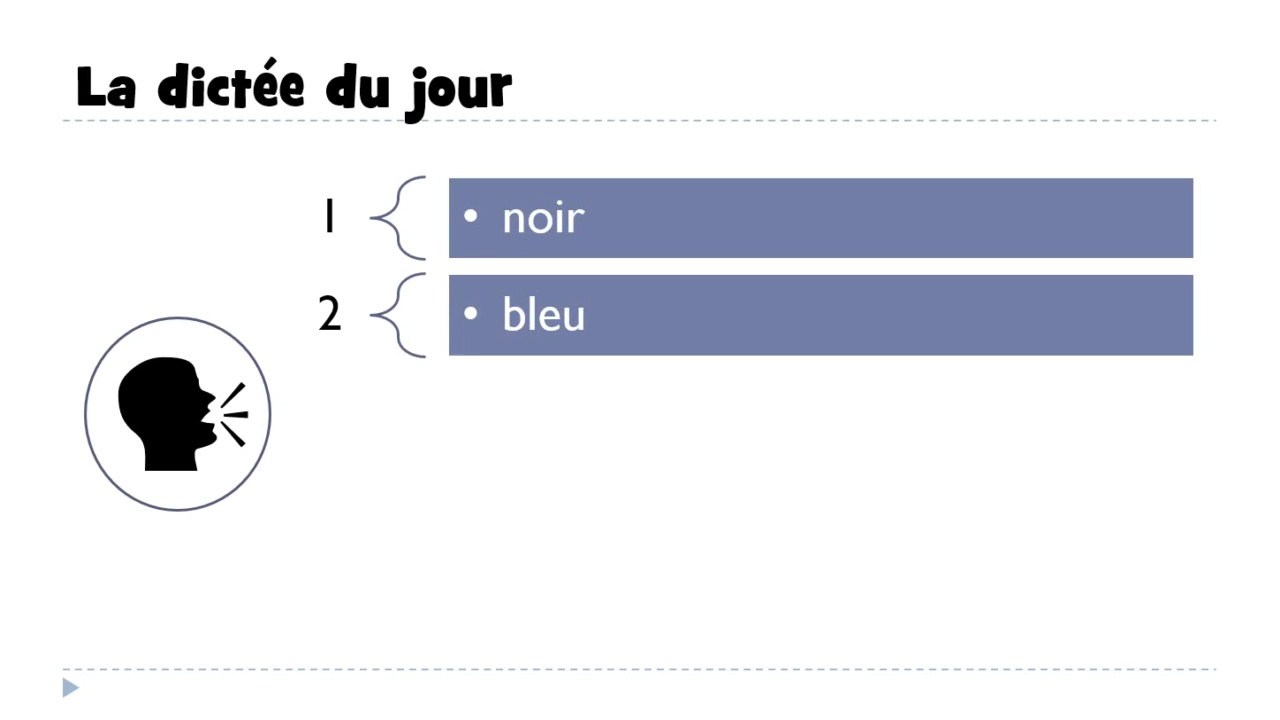 La dictée du jour
1
• noir
2
• bleu